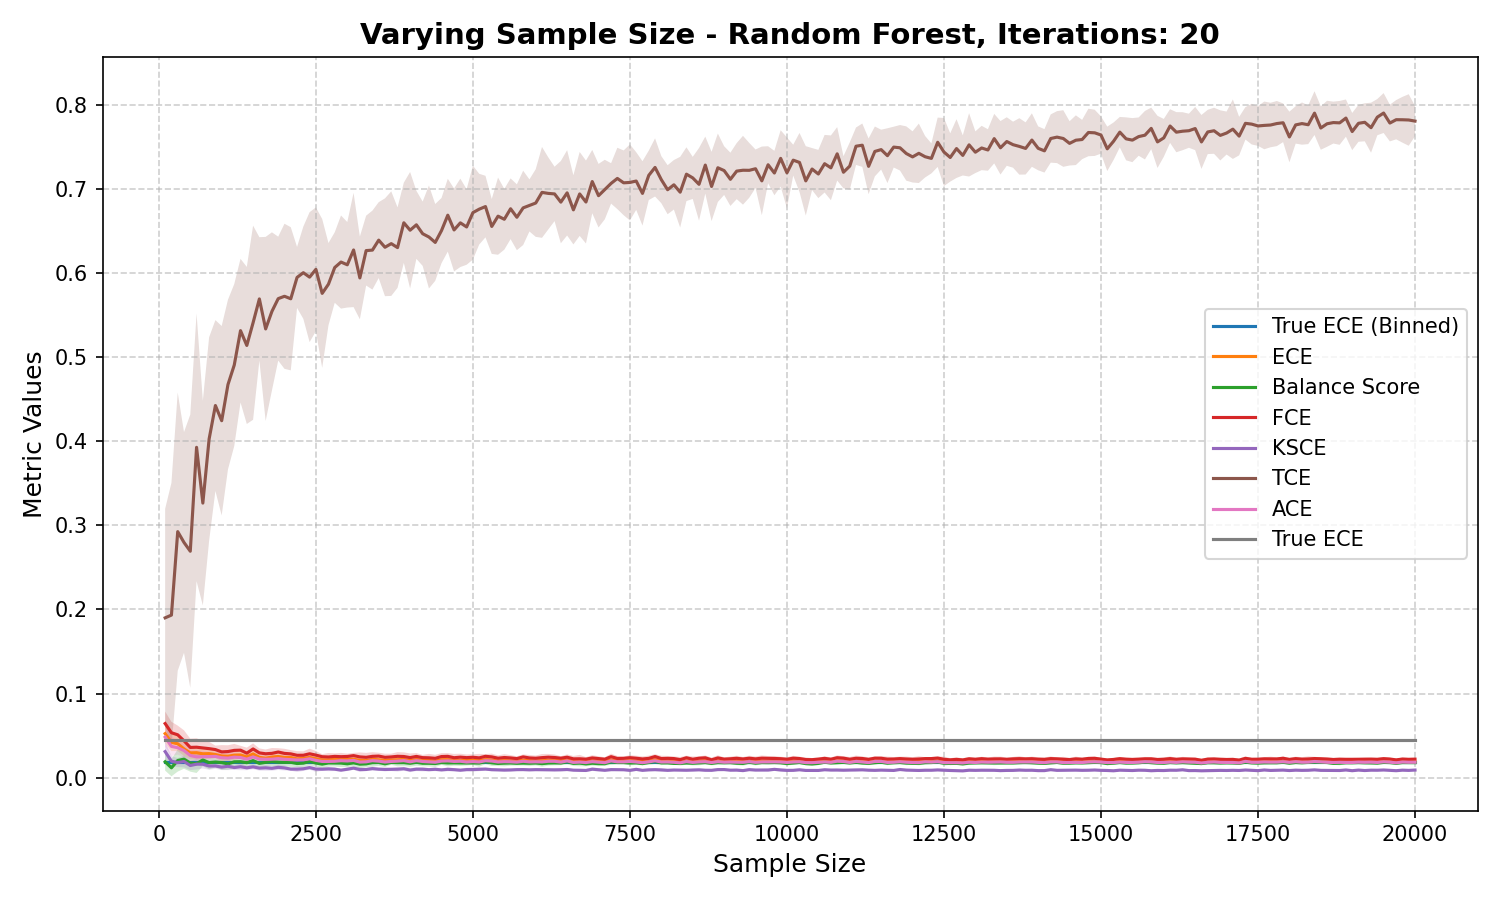 Varying Sample Size - Random Forest, Iterations: 20
Metric Values
0.8
0.7
0.6
0.5
0.4
0.3
0.2
0.1
0.0
True ECE (Binned)
ECE
Balance Score
FCE
KSCE
TCE
ACE
True ECE
0 2500 5000 7500 10000 12500 15000 17500 20000
Sample Size